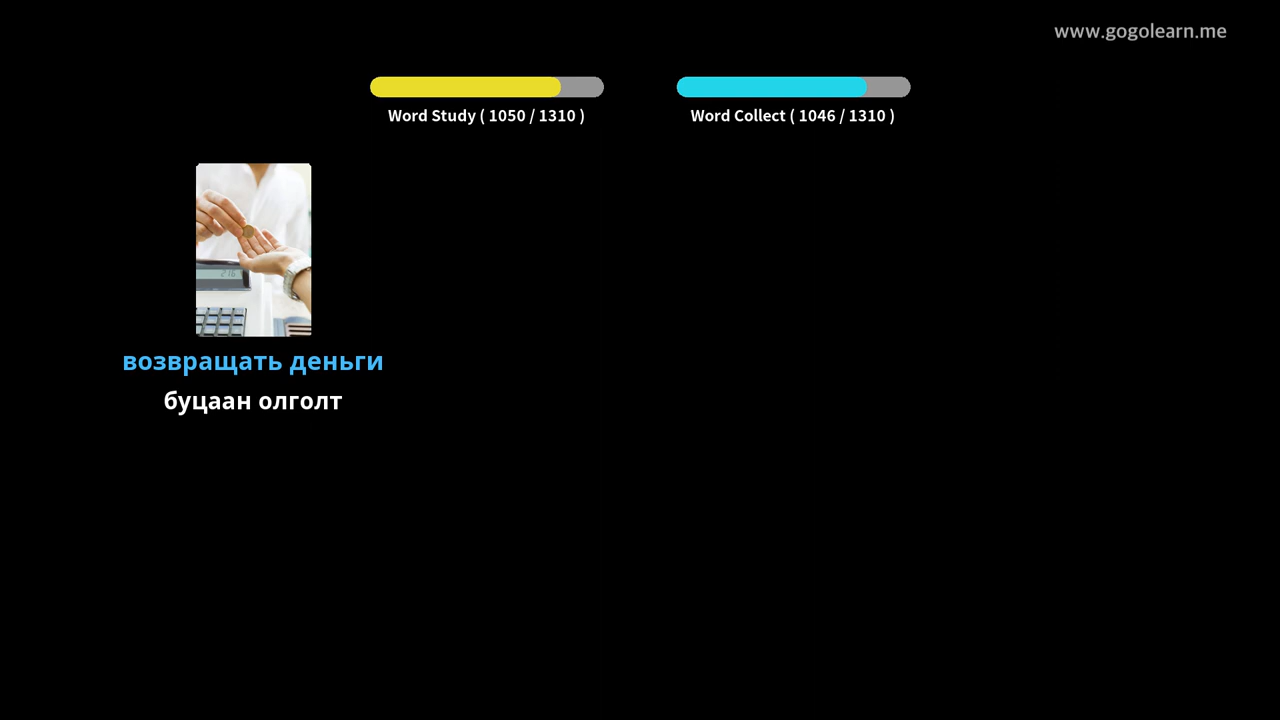 www.gogolearn.me
Word Study ( 1050 / 1310 )
Word Collect ( 1046 / 1310 )
возвращать деньги
буцаан олголт